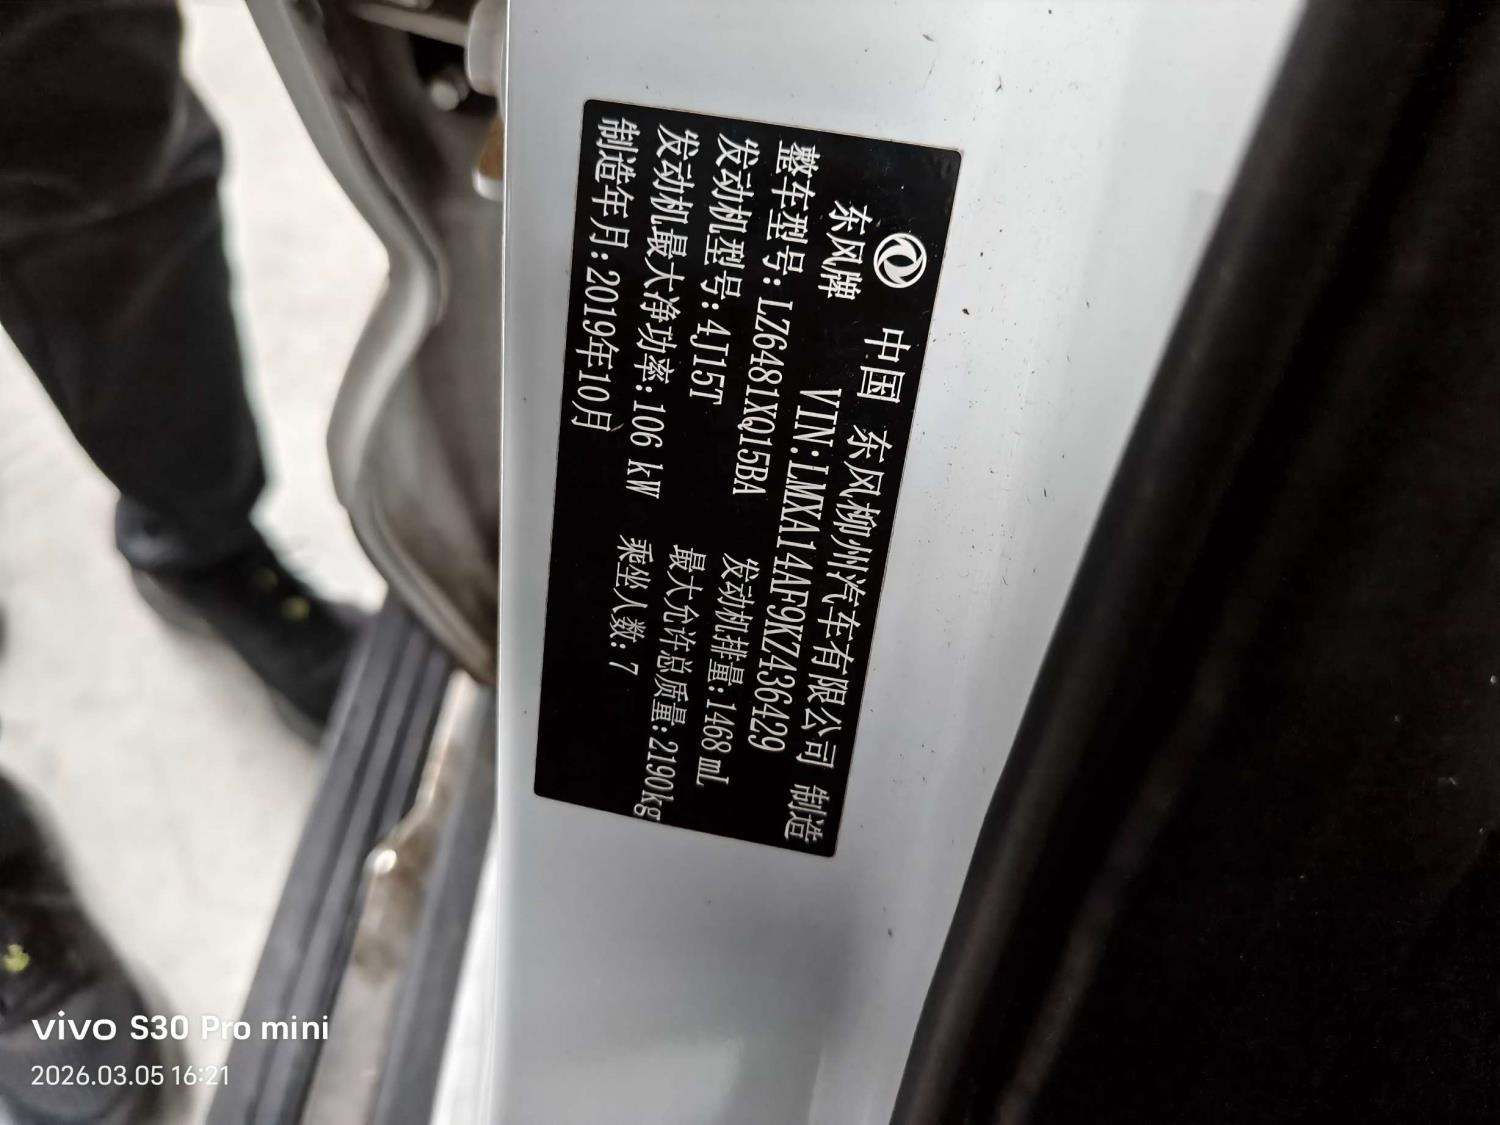 中国 东风柳州汽车有限公司 制造
东风牌 VIN:LMXA14AF9KZ436429
整车型号:LZ6481XQ15BA 发动机排量:1468 mL
发动机型号:4J15T 最大允许总质量:2190kg
发动机最大净功率:106 kW 乘坐人数:7
制造年月:2019年10月
vivo S30 Pro mini
2026.03.05 16:21